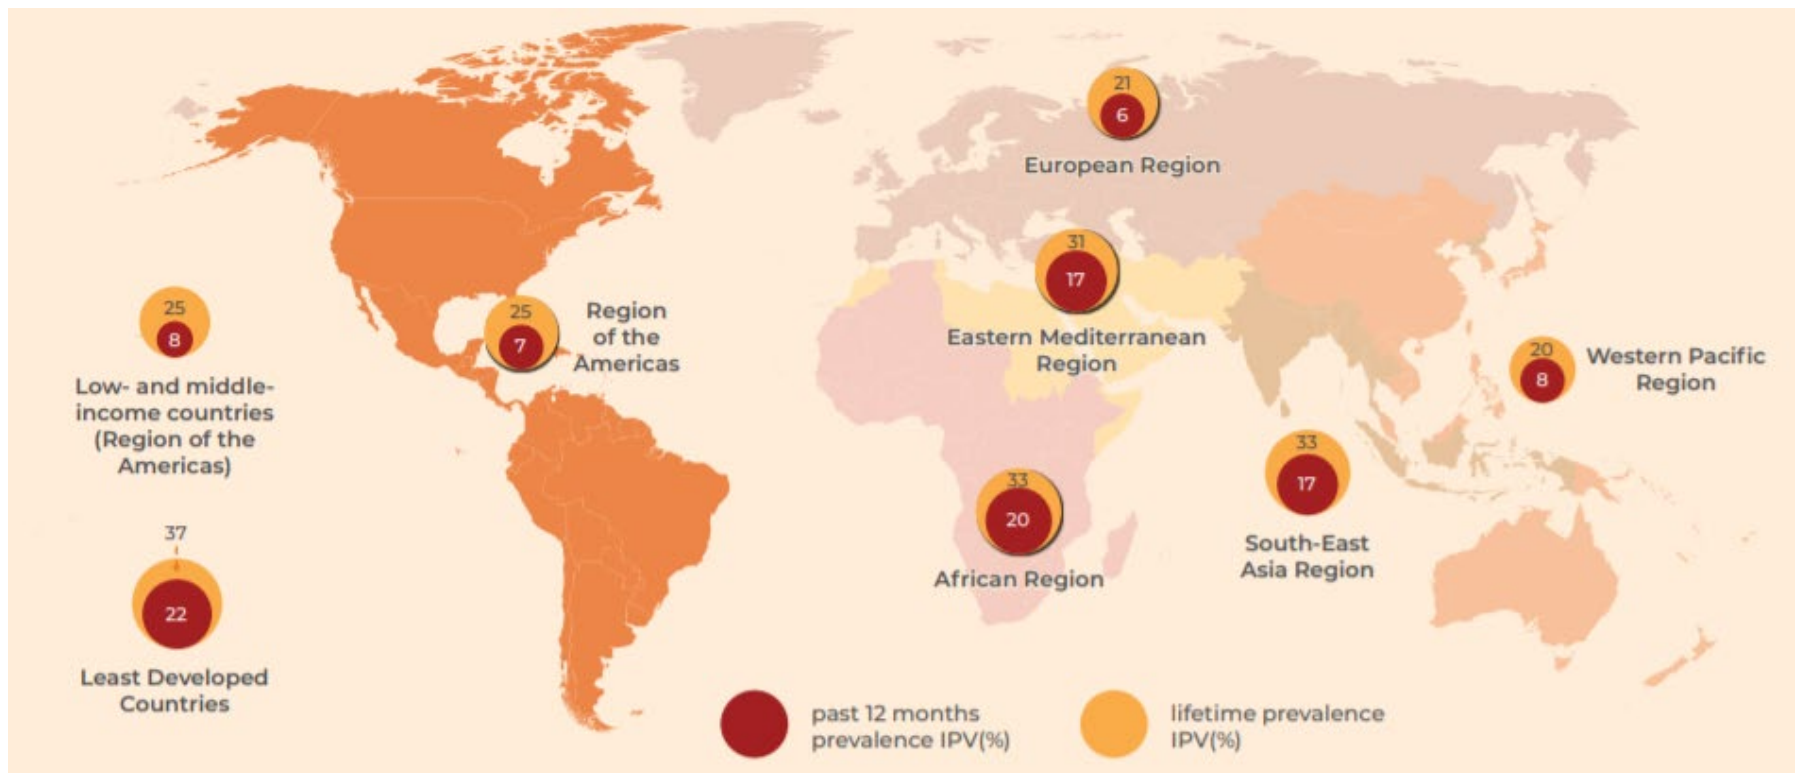 21
6
European Region
31
17
Eastern Mediterranean
Region
25
8
Low- and middle-
income countries
(Region of the
Americas)
25
7
Region
of the
Americas
20
8
Western Pacific
Region
33
17
South-East
Asia Region
33
20
African Region
37
22
Least Developed
Countries
past 12 months
prevalence IPV(%)
lifetime prevalence
IPV(%)